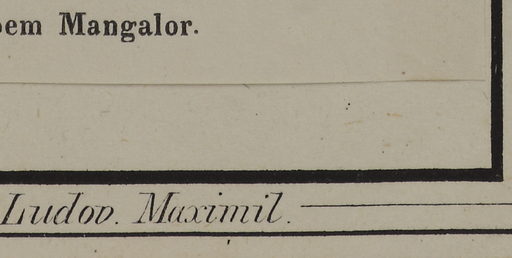 bem Mangalor.
Ludov. Maximil.